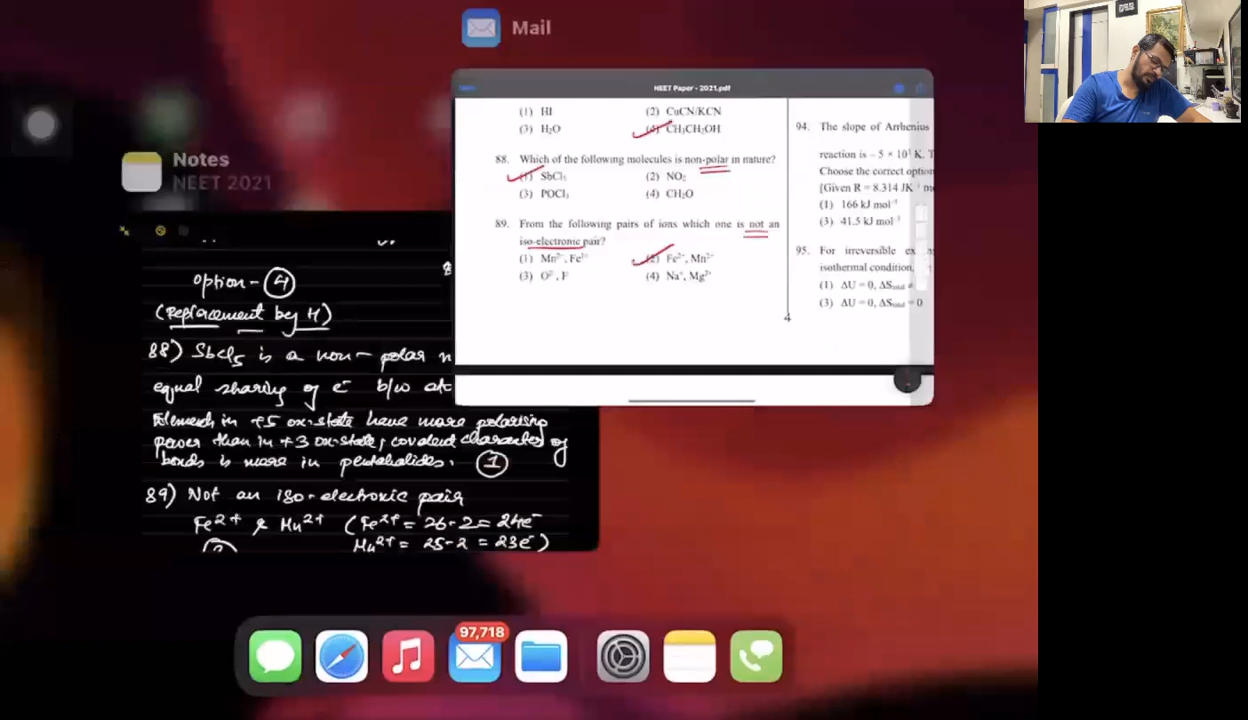 Mail
NEET Paper - 2021.pdf
(1) HI
(2) CuCN/KCN
(3) H₂O
CH₃CH₂OH
88. Which of the following molecules is non-polar in nature?
(1) SbCl₅
(2) NO₂
(3) POCl₃
(4) CH₂O
89. From the following pairs of ions which one is not an
iso-electronic pair?
(1) Mn²⁺, Fe³⁺
(2) Fe²⁺, Mn²⁺
(3) O²⁻, F⁻
(4) Na⁺, Mg²⁺
4
94. The slope of Arrhenius
reaction is – 5 × 10³ K. T
Choose the correct option
[Given R = 8.314 JK⁻¹
(1) 166 kJ mol⁻¹
(3) 41.5 kJ mol⁻¹
95. For irreversible
isothermal condition,
(1) ΔU = 0, ΔS total
(3) ΔU = 0, ΔS total = 0
Notes
NEET 2021
option - 4
(Replacement by H)
88) SbCl5 is a non - polar
equal sharing of e⁻ b/w
Elements in +5 ox-state have more polarising
power than in +3 ox-state, covalent character of
bonds is more in pentahalides. 1
89) Not an iso-electronic pair
Fe²⁺ & Mn²⁺ (Fe²⁺ = 26-2 = 24e⁻
Mn²⁺ = 25-2 = 23e⁻)
97,718